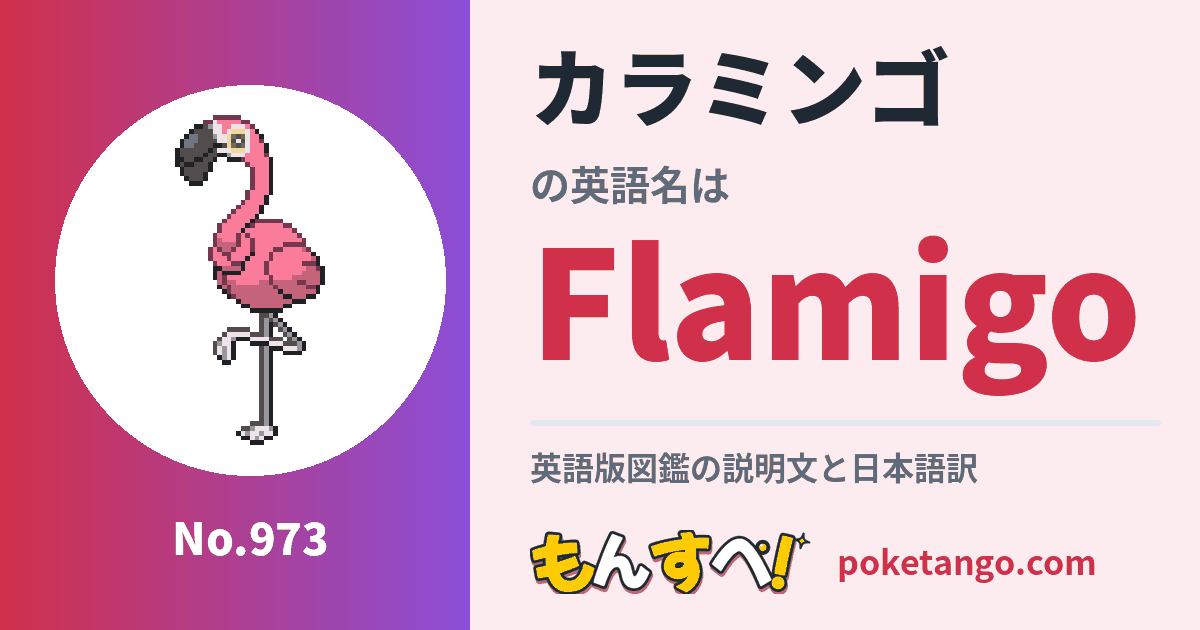 カラミンゴ
の英語名は
Flamigo
英語版図鑑の説明文と日本語訳
No.973
もんすぺ!
poketango.com